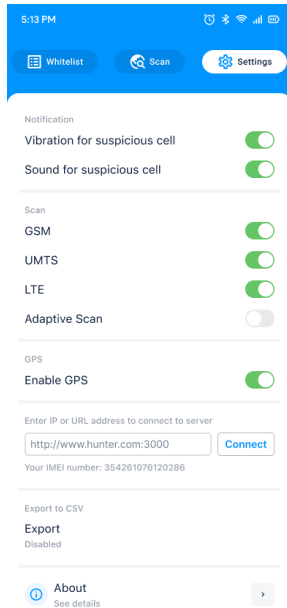 5:13 PM
Whitelist
Scan
Settings
Notification
Vibration for suspicious cell
Sound for suspicious cell
Scan
GSM
UMTS
LTE
Adaptive Scan
GPS
Enable GPS
Enter IP or URL address to connect to server
http://www.hunter.com:3000
Connect
Your IMEI number: 354261076120286
Export to CSV
Export
Disabled
About
See details